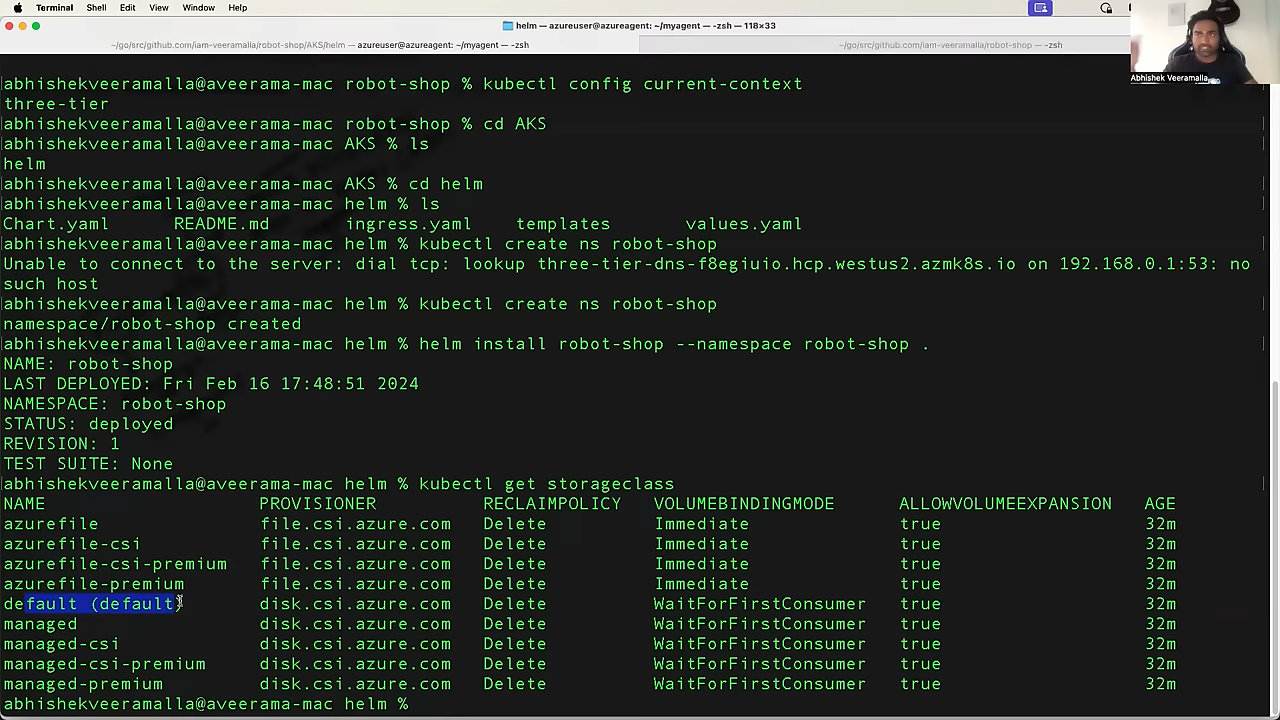 Terminal Shell Edit View Window Help
helm — azureuser@azureagent: ~/myagent — -zsh — 118×33
~/go/src/github.com/iam-veeramalla/robot-shop/AKS/helm — azureuser@azureagent: ~/myagent — -zsh
~/go/src/github.com/iam-veeramalla/robot-shop — -zsh
Abhishek Veeramalla
abhishekveeramalla@aveerama-mac robot-shop % kubectl config current-context
three-tier
abhishekveeramalla@aveerama-mac robot-shop % cd AKS
abhishekveeramalla@aveerama-mac AKS % ls
helm
abhishekveeramalla@aveerama-mac AKS % cd helm
abhishekveeramalla@aveerama-mac helm % ls
Chart.yaml README.md ingress.yaml templates values.yaml
abhishekveeramalla@aveerama-mac helm % kubectl create ns robot-shop
Unable to connect to the server: dial tcp: lookup three-tier-dns-f8egiuio.hcp.westus2.azmk8s.io on 192.168.0.1:53: no
such host
abhishekveeramalla@aveerama-mac helm % kubectl create ns robot-shop
namespace/robot-shop created
abhishekveeramalla@aveerama-mac helm % helm install robot-shop --namespace robot-shop .
NAME: robot-shop
LAST DEPLOYED: Fri Feb 16 17:48:51 2024
NAMESPACE: robot-shop
STATUS: deployed
REVISION: 1
TEST SUITE: None
abhishekveeramalla@aveerama-mac helm % kubectl get storageclass
NAME PROVISIONER RECLAIMPOLICY VOLUMEBINDINGMODE ALLOWVOLUMEEXPANSION AGE
azurefile file.csi.azure.com Delete Immediate true 32m
azurefile-csi file.csi.azure.com Delete Immediate true 32m
azurefile-csi-premium file.csi.azure.com Delete Immediate true 32m
azurefile-premium file.csi.azure.com Delete Immediate true 32m
default (default) disk.csi.azure.com Delete WaitForFirstConsumer true 32m
managed disk.csi.azure.com Delete WaitForFirstConsumer true 32m
managed-csi disk.csi.azure.com Delete WaitForFirstConsumer true 32m
managed-csi-premium disk.csi.azure.com Delete WaitForFirstConsumer true 32m
managed-premium disk.csi.azure.com Delete WaitForFirstConsumer true 32m
abhishekveeramalla@aveerama-mac helm %